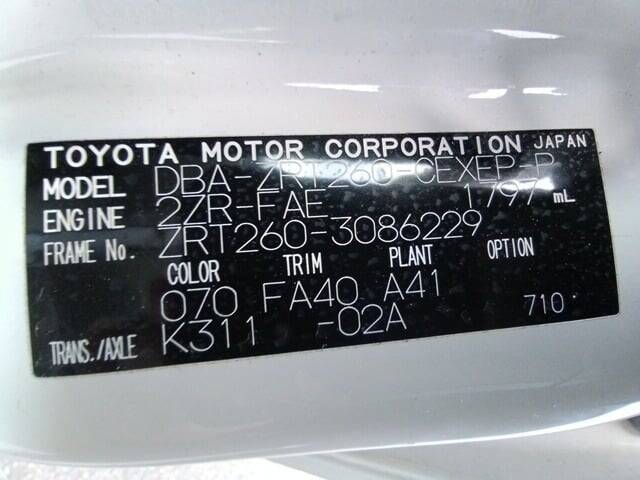 TOYOTA MOTOR CORPORATION JAPAN
MODEL DBA-ZRT260-CEXEP-P
ENGINE 2ZR-FAE 1797 mL
FRAME No. ZRT260-3086229
COLOR TRIM PLANT OPTION
070 FA40 A41 710
TRANS./AXLE K311 -02A